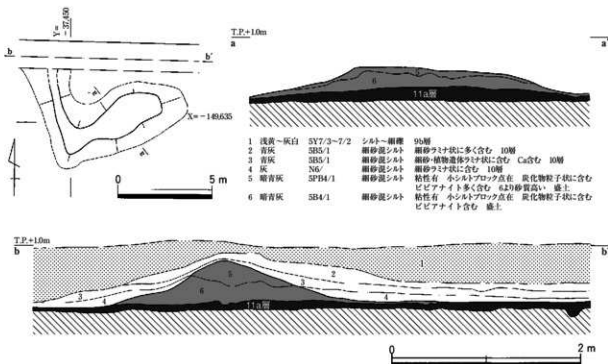 Y=
-37,450
b
b'
a
a'
X=-149,635
0
5 m
T.P.+1.0m
a
a'
5
6
11a層
1 浅黄～灰白 5Y7/3～7/2 シルト～細礫 9b層
2 青灰 5B5/1 細砂混シルト 細砂ラミナ状に多く含む 10層
3 青灰 5B5/1 細砂混シルト 細砂・植物遺体ラミナ状に含む Ca含む 10層
4 灰 N6/ 細砂混シルト 細砂ラミナ状に含む 10層
5 暗青灰 5PB4/1 細砂混シルト 粘性有 小シルトブロック点在 炭化物粒子状に含む
ビビアナイト多く含む 6より砂質高い 盛土
6 暗青灰 5B4/1 細砂混シルト 粘性有 小シルトブロック点在 炭化物粒子状に含む
ビビアナイト含む 盛土
T.P.+1.0m
b
b'
1
2
5
3
3
6
4
4
11a層
0
2 m